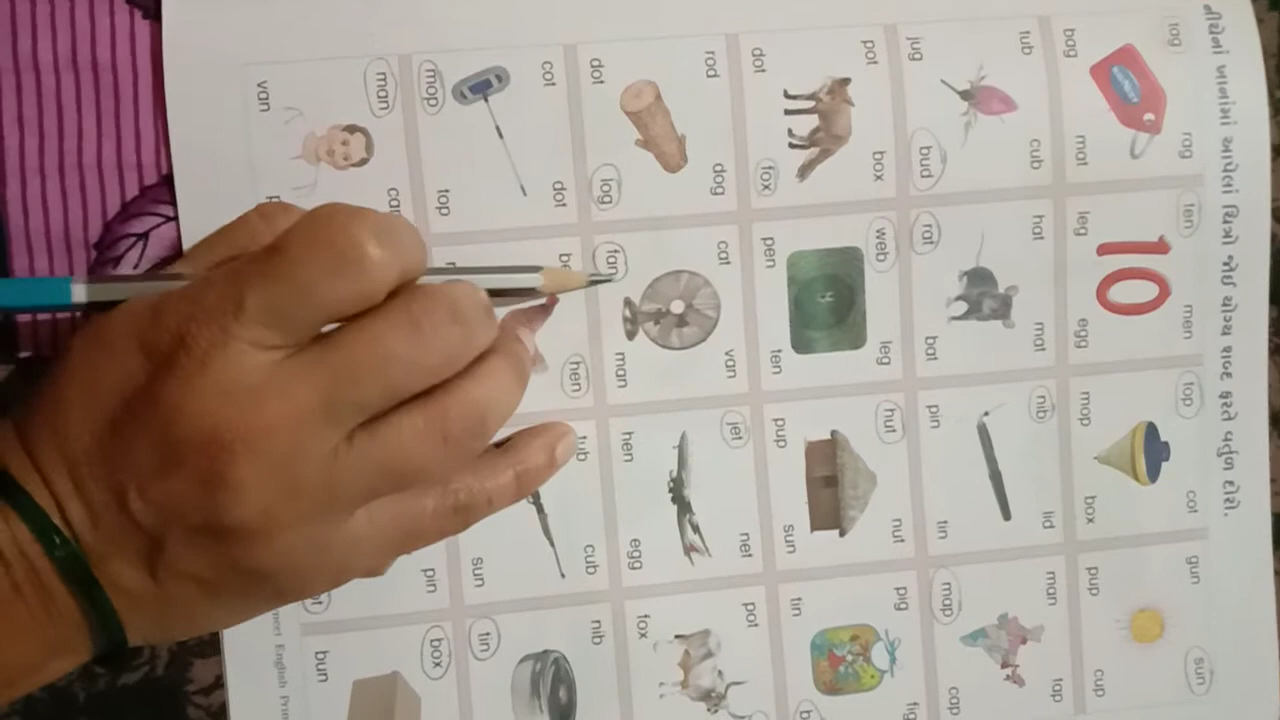 નીચેનાં ખાનાંમાં આપેલાં ચિત્રો જોઈ યોગ્ય શબ્દ ફરતે વર્તુળ દોરો.
tag rag ten men top cot gun sun
bag mat leg egg mop box pup cup
tub cub hat mat nib lid man tap
jug bud rat bat pin tin map cap
pot box web leg hut nut pig fig
dot fox pen ten pup sun tin
rod dog cat van jet net pot
dot log fan man hen egg fox
cot dot tub cub nib
mop top hen sun tin
man pin box
van bun
English